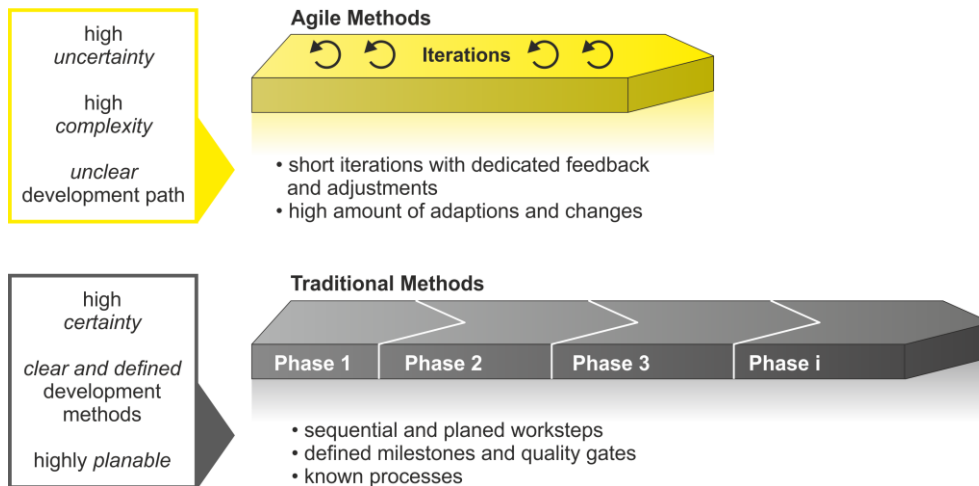 high
uncertainty
high
complexity
unclear
development path
Agile Methods
Iterations
• short iterations with dedicated feedback
and adjustments
• high amount of adaptions and changes
high
certainty
clear and defined
development
methods
highly planable
Traditional Methods
Phase 1
Phase 2
Phase 3
Phase i
• sequential and planed worksteps
• defined milestones and quality gates
• known processes